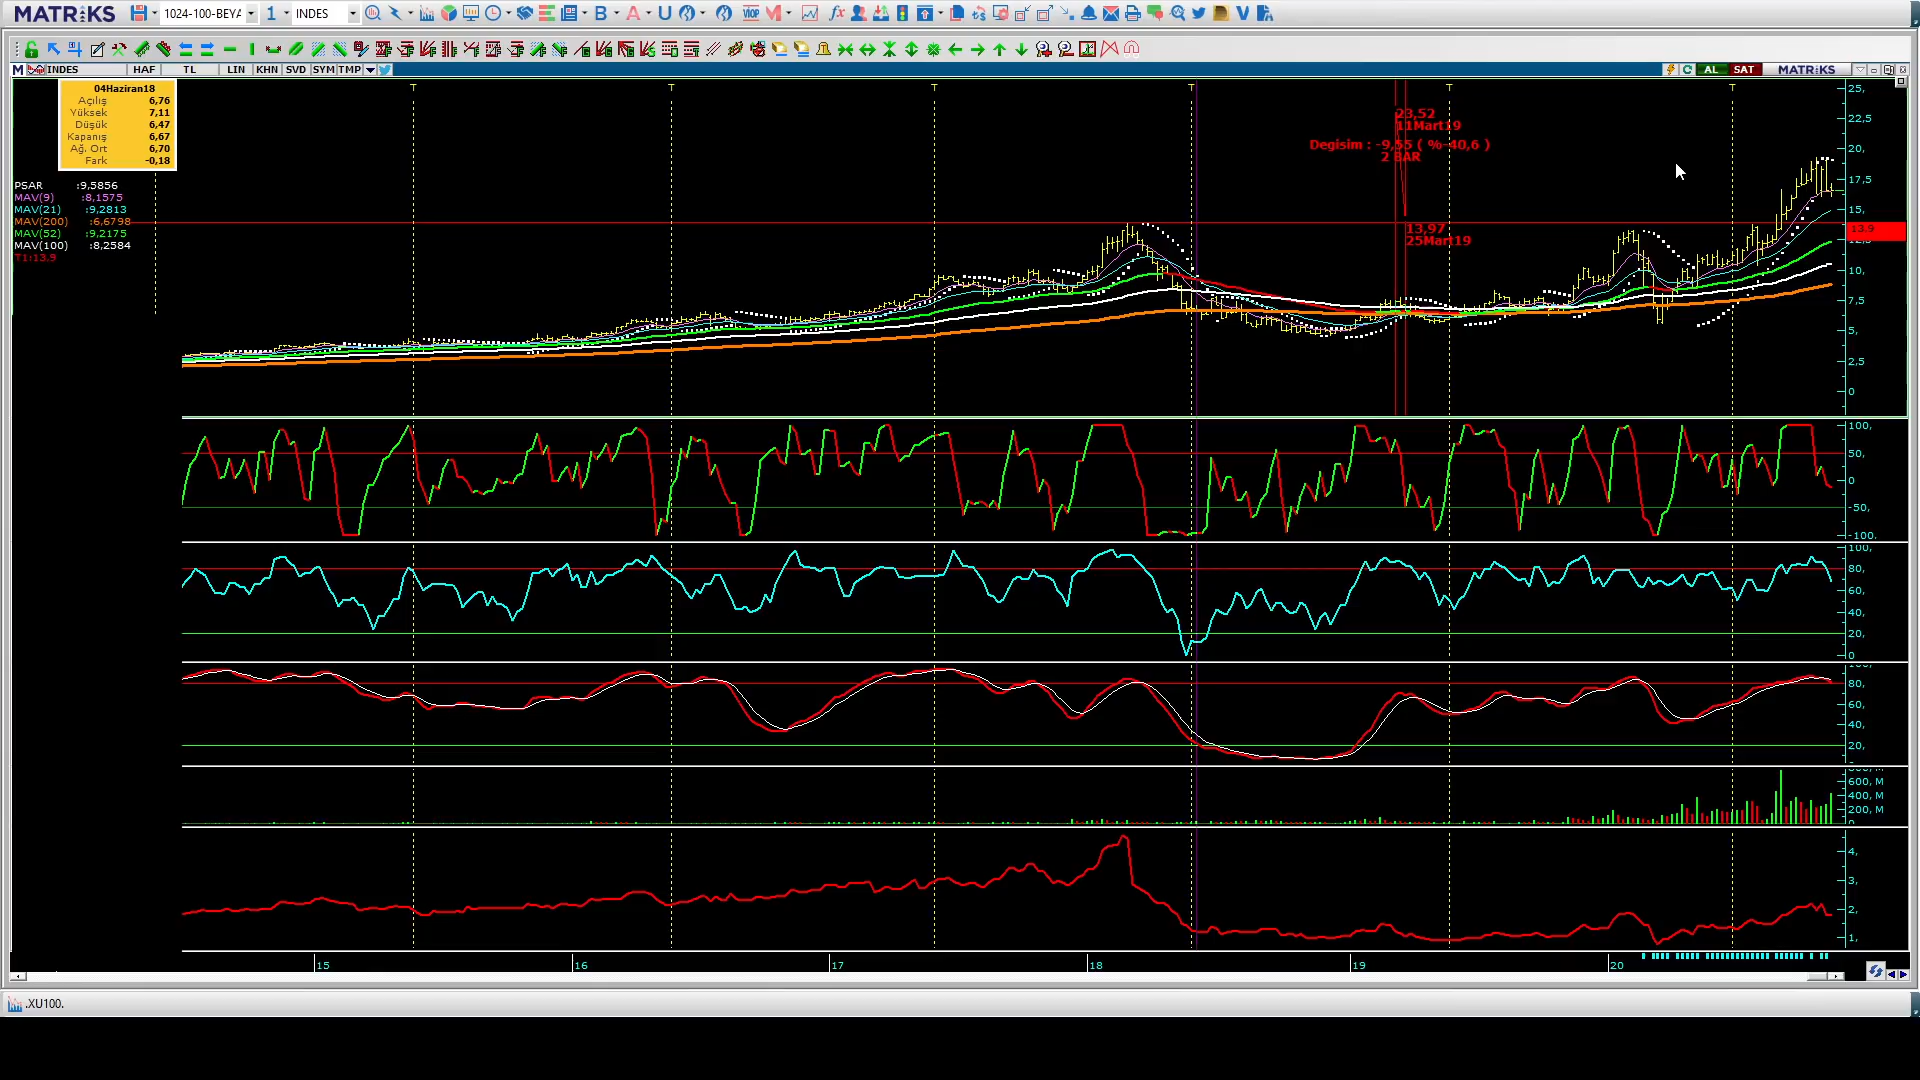 MATRIKS 1024-100-BEYA 1 INDES
M INDES HAF TL LIN KHN SVD SYM TMP AL SAT MATRIKS
04Haziran18
Açılış 6,76
Yüksek 7,11
Düşük 6,47
Kapanış 6,67
Ağ. Ort 6,70
Fark -0,18
PSAR :9,5856
MAV(9) :8,1575
MAV(21) :9,2813
MAV(200) :6,6798
MAV(52) :9,2175
MAV(100) :8,2584
T1:13.9
23,52
11Mart19
Degisim : -9,55 ( %-40,6 )
2 BAR
13,97
25Mart19
25,
22,5
20,
17,5
15,
13.9
12,5
10,
7,5
5,
2,5
0
100,
50,
0
-50,
-100,
100,
80,
60,
40,
20,
0
80,
60,
40,
20,
600, M
400, M
200, M
0
4,
3,
2,
1,
15 16 17 18 19 20
.XU100.